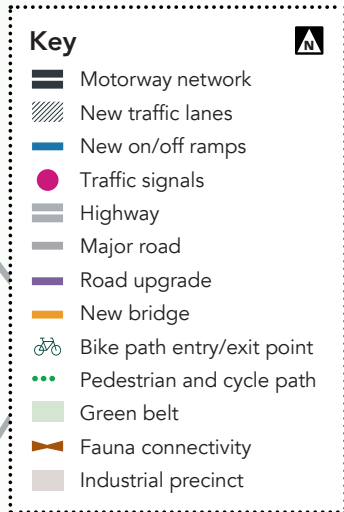 Key
N
Motorway network
New traffic lanes
New on/off ramps
Traffic signals
Highway
Major road
Road upgrade
New bridge
Bike path entry/exit point
Pedestrian and cycle path
Green belt
Fauna connectivity
Industrial precinct